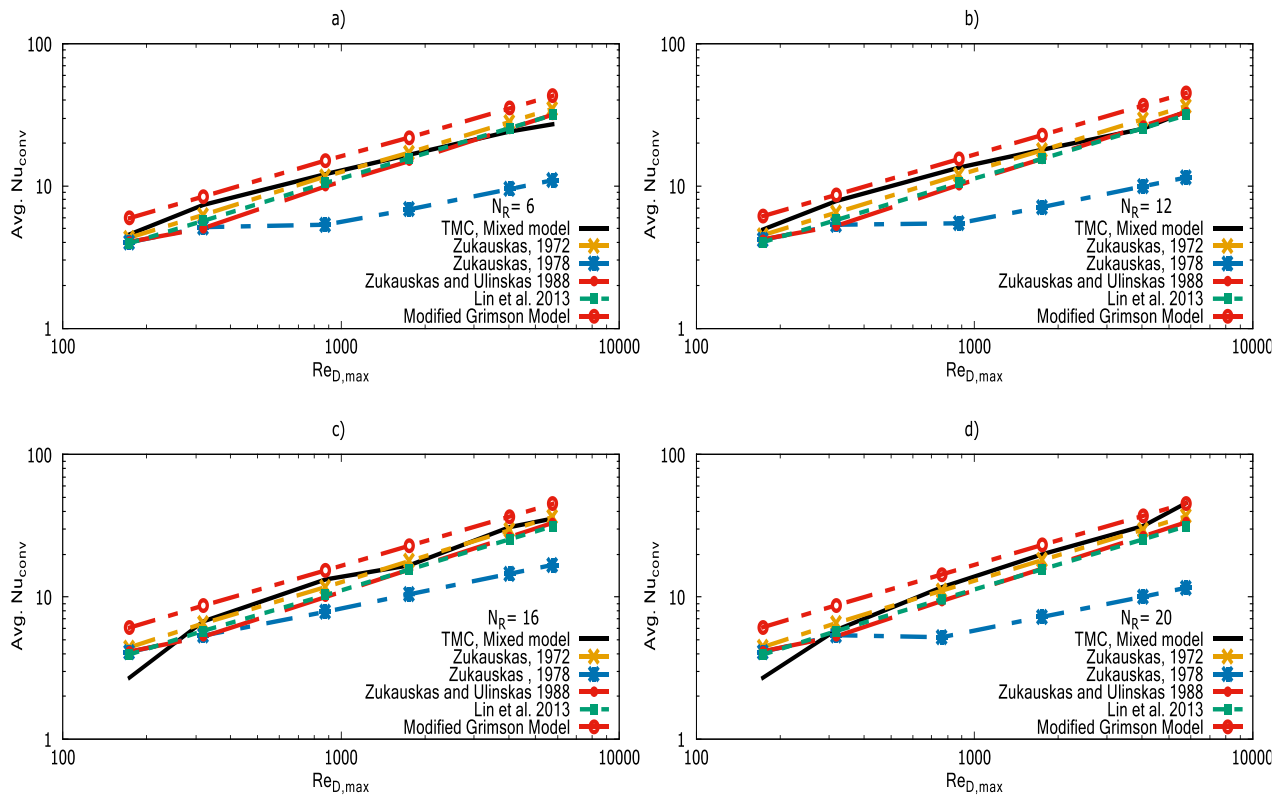 a)
100
10
1
Avg. Nu_conv
N_R= 6
TMC, Mixed model
Zukauskas, 1972
Zukauskas, 1978
Zukauskas and Ulinskas 1988
Lin et al. 2013
Modified Grimson Model
100
1000
10000
Re_D,max
b)
100
10
1
Avg. Nu_conv
N_R= 12
TMC, Mixed model
Zukauskas, 1972
Zukauskas, 1978
Zukauskas and Ulinskas 1988
Lin et al. 2013
Modified Grimson Model
100
1000
10000
Re_D,max
c)
100
10
1
Avg. Nu_conv
N_R= 16
TMC, Mixed model
Zukauskas, 1972
Zukauskas , 1978
Zukauskas and Ulinskas 1988
Lin et al. 2013
Modified Grimson Model
100
1000
10000
Re_D,max
d)
100
10
1
Avg. Nu_conv
N_R= 20
TMC, Mixed model
Zukauskas, 1972
Zukauskas, 1978
Zukauskas and Ulinskas 1988
Lin et al. 2013
Modified Grimson Model
100
1000
10000
Re_D,max